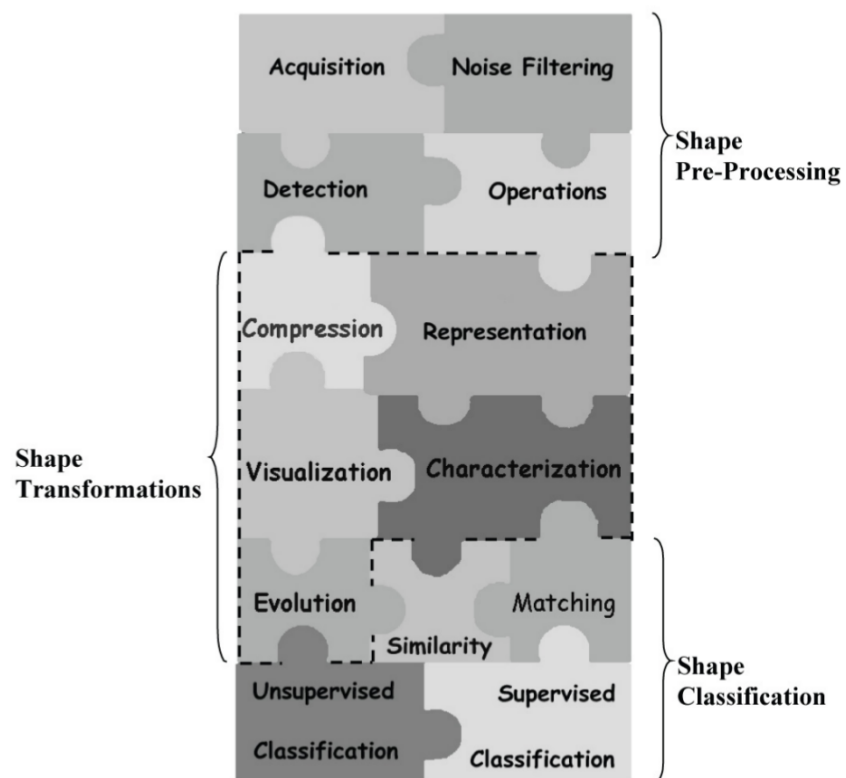 Acquisition
Noise Filtering
Shape
Pre-Processing
Detection
Operations
Compression
Representation
Shape
Transformations
Visualization
Characterization
Evolution
Similarity
Matching
Shape
Classification
Unsupervised
Classification
Supervised
Classification